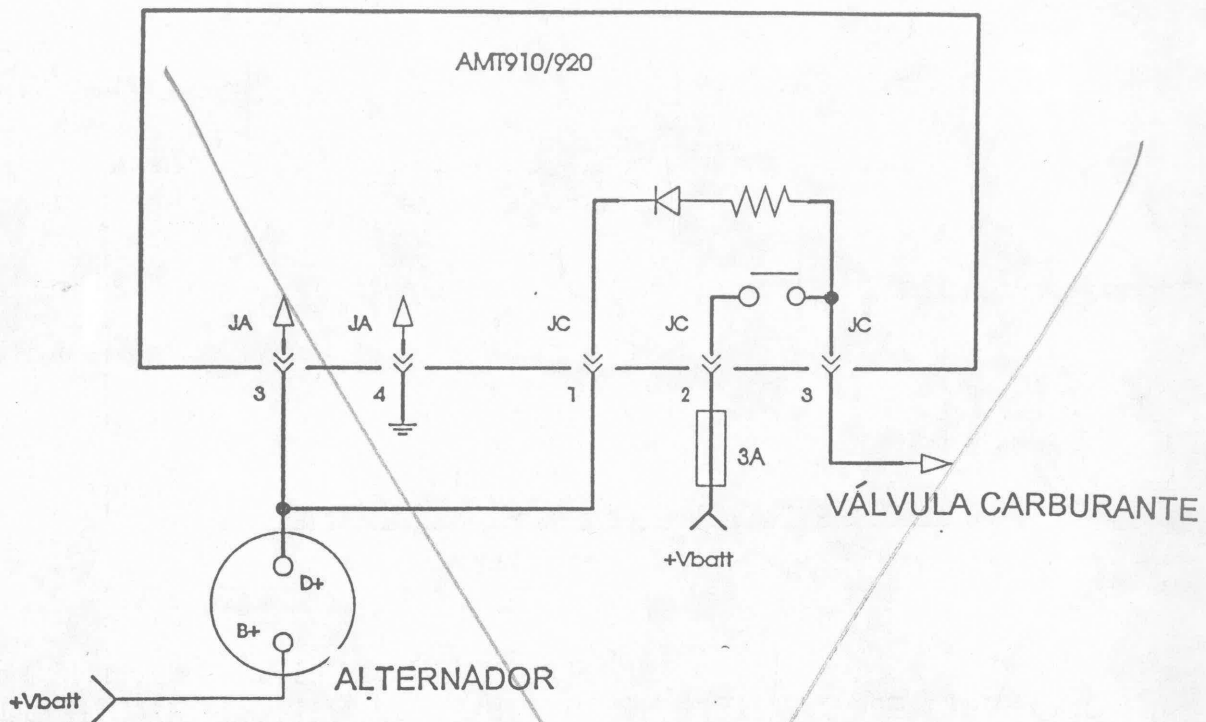 AMT910/920
JA
JA
JC
JC
JC
3
4
1
2
3
3A
VÁLVULA CARBURANTE
+Vbatt
D+
B+
ALTERNADOR
+Vbatt